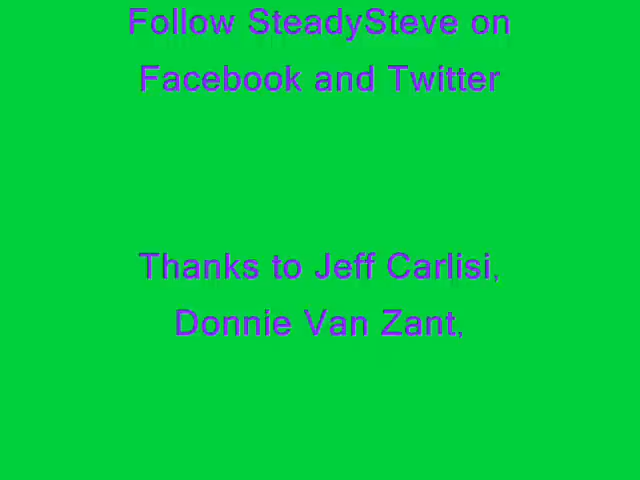 Follow SteadySteve on
Facebook and Twitter
Thanks to Jeff Carlisi,
Donnie Van Zant,